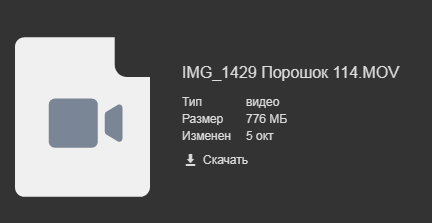 IMG_1429 Порошок 114.MOV
Тип видео
Размер 776 МБ
Изменен 5 окт
Скачать